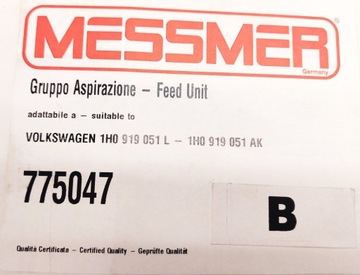 MESSMER®
Germany
Gruppo Aspirazione – Feed Unit
adattabile a – suitable to
VOLKSWAGEN 1H0 919 051 L – 1H0 919 051 AK
775047
B
Qualità Certificata – Certified Quality – Geprüfte Qualität